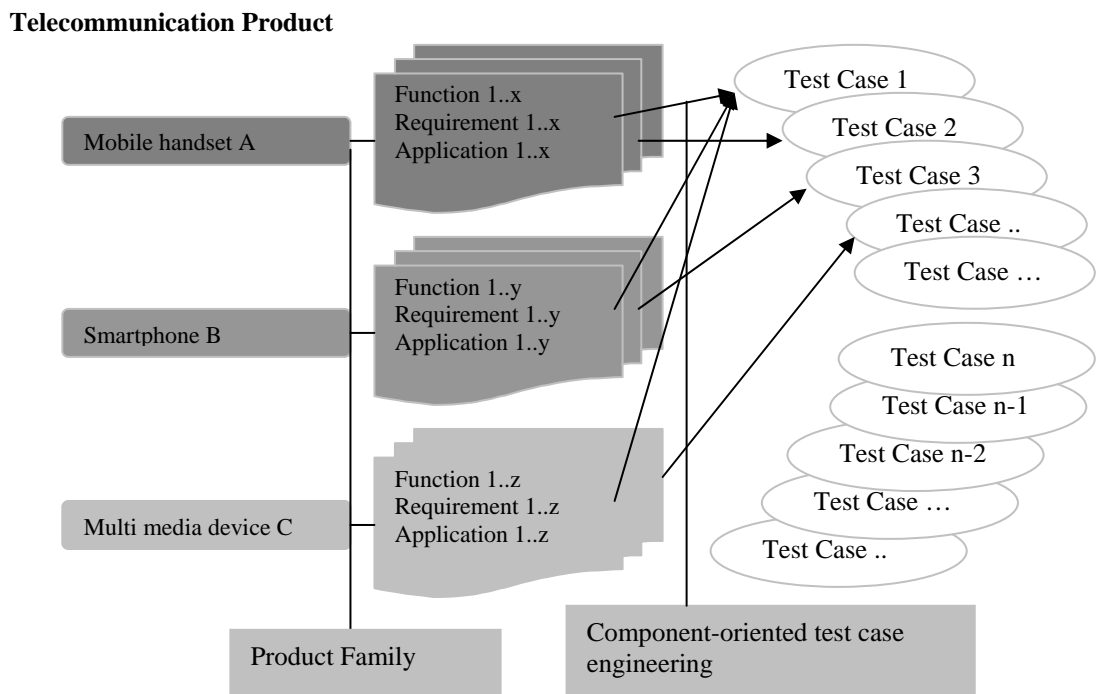 Telecommunication Product
Mobile handset A
Function 1..x
Requirement 1..x
Application 1..x
Smartphone B
Function 1..y
Requirement 1..y
Application 1..y
Multi media device C
Function 1..z
Requirement 1..z
Application 1..z
Test Case 1
Test Case 2
Test Case 3
Test Case ..
Test Case …
Test Case n
Test Case n-1
Test Case n-2
Test Case …
Test Case ..
Product Family
Component-oriented test case
engineering